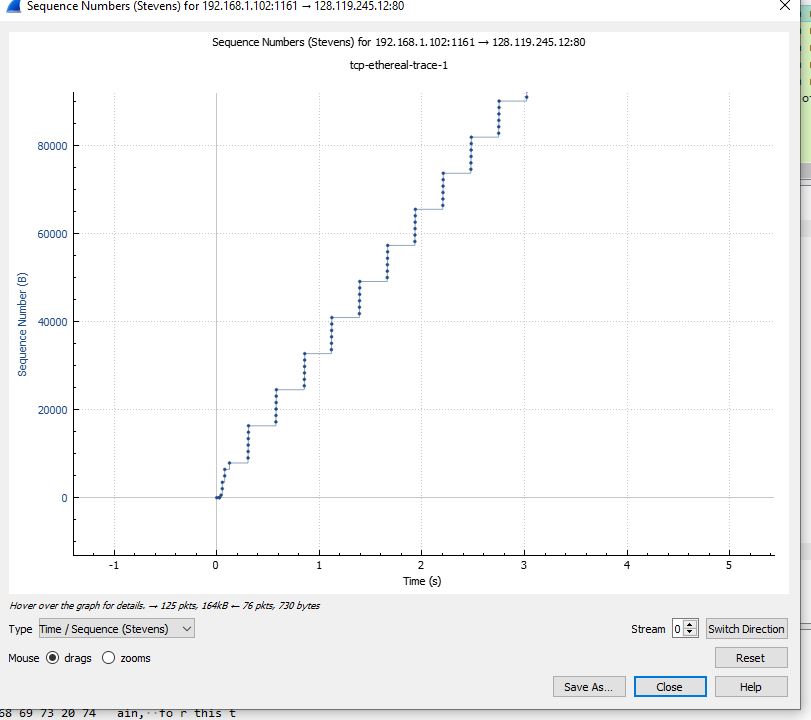 Sequence Numbers (Stevens) for 192.168.1.102:1161 → 128.119.245.12:80
Sequence Numbers (Stevens) for 192.168.1.102:1161 → 128.119.245.12:80
tcp-ethereal-trace-1
80000
60000
40000
20000
0
Sequence Number (B)
-1 0 1 2 3 4 5
Time (s)
Hover over the graph for details. → 125 pkts, 164kB ← 76 pkts, 730 bytes
Type Time / Sequence (Stevens) Stream 0 Switch Direction
Mouse drags zooms Reset
Save As... Close Help
68 69 73 20 74 ain,··fo r this t